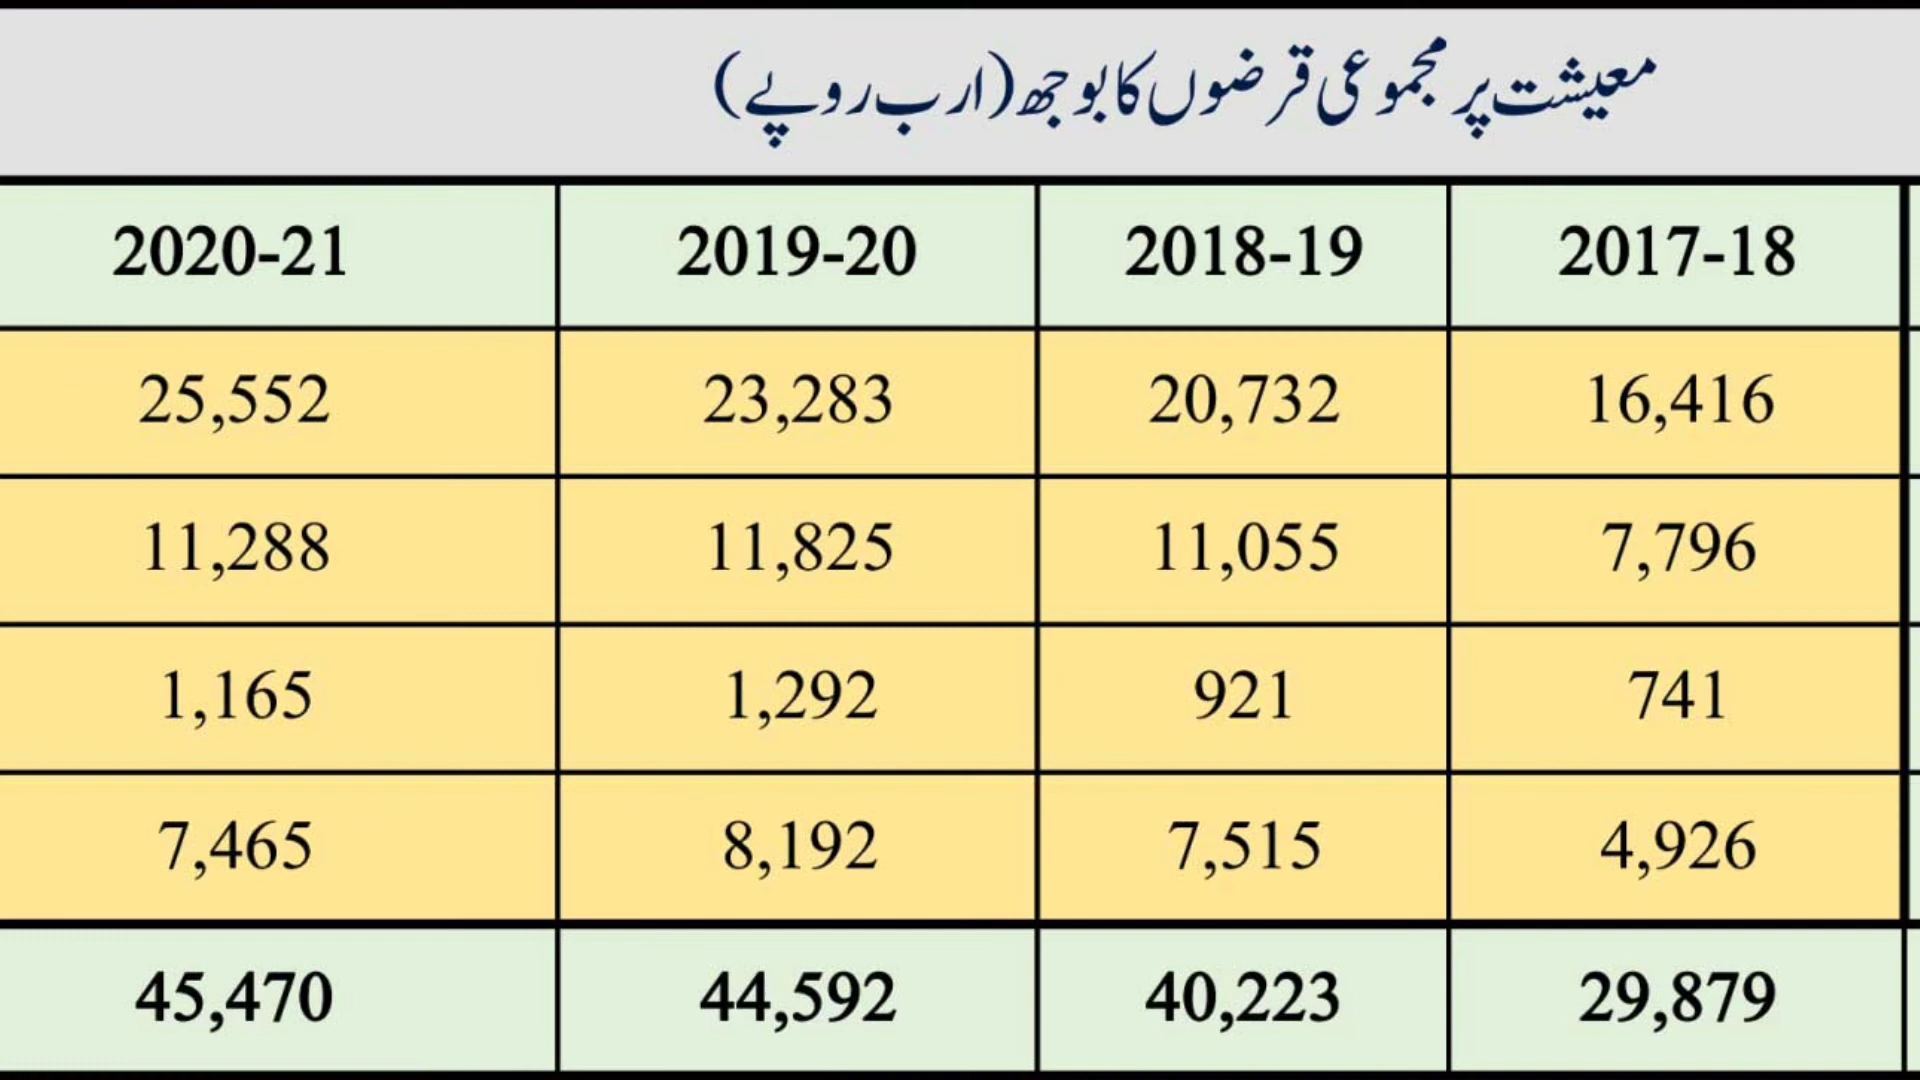 معیشت پر مجموعی قرضوں کا بوجھ (ارب روپے)
2020-21 2019-20 2018-19 2017-18
25,552 23,283 20,732 16,416
11,288 11,825 11,055 7,796
1,165 1,292 921 741
7,465 8,192 7,515 4,926
45,470 44,592 40,223 29,879